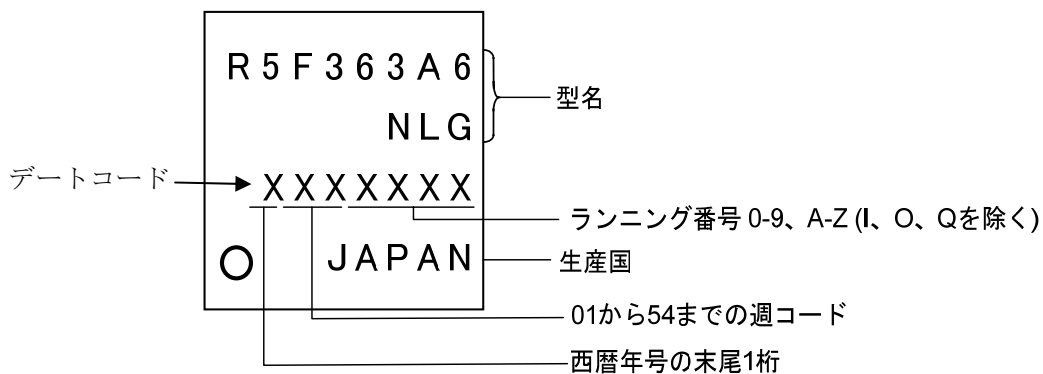 R5F363A6
NLG
型名
デートコード
XXXXXXX
ランニング番号 0-9、A-Z (I、O、Qを除く)
JAPAN
生産国
01から54までの週コード
西暦年号の末尾1桁